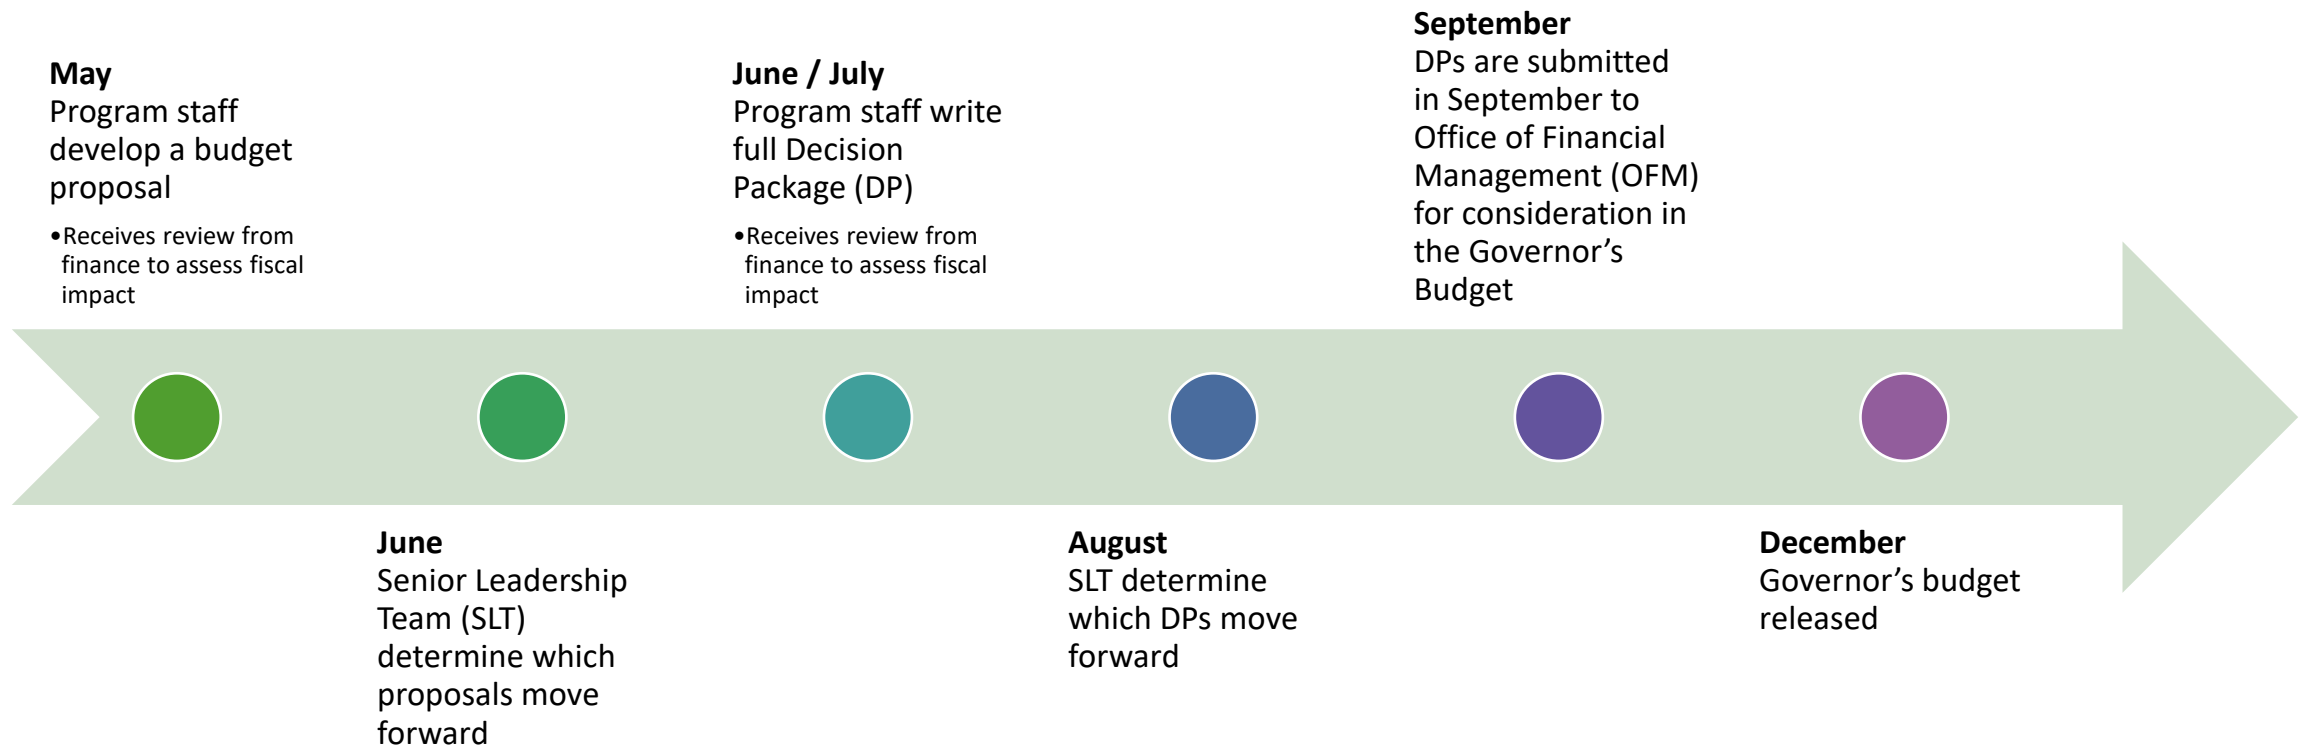 May
Program staff
develop a budget
proposal
•Receives review from
finance to assess fiscal
impact
June
Senior Leadership
Team (SLT)
determine which
proposals move
forward
June / July
Program staff write
full Decision
Package (DP)
•Receives review from
finance to assess fiscal
impact
August
SLT determine
which DPs move
forward
September
DPs are submitted
in September to
Office of Financial
Management (OFM)
for consideration in
the Governor’s
Budget
December
Governor’s budget
released